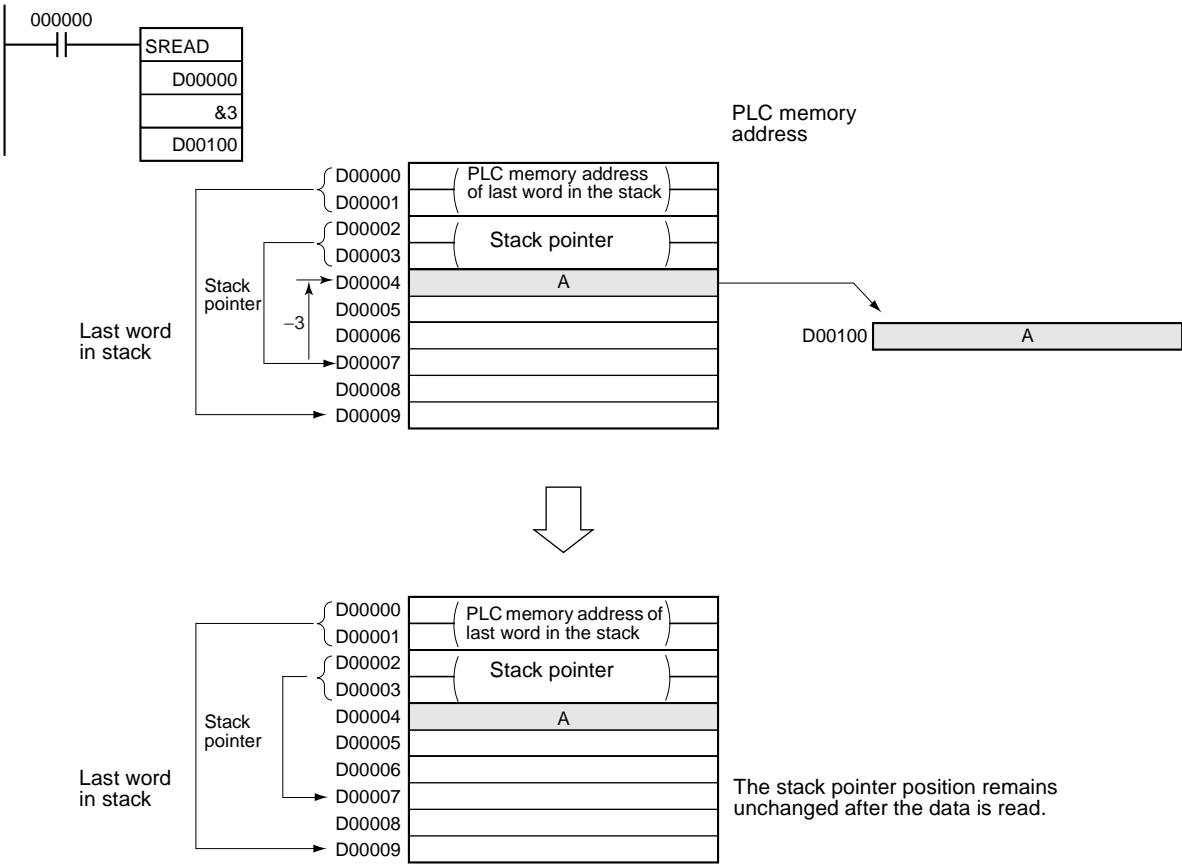 000000
SREAD
D00000
&3
D00100
PLC memory
address
D00000
D00001
D00002
D00003
D00004
D00005
D00006
D00007
D00008
D00009
PLC memory address
of last word in the stack
Stack pointer
A
Stack
pointer
–3
Last word
in stack
D00100
A
D00000
D00001
D00002
D00003
D00004
D00005
D00006
D00007
D00008
D00009
PLC memory address of
last word in the stack
Stack pointer
A
Stack
pointer
Last word
in stack
The stack pointer position remains
unchanged after the data is read.